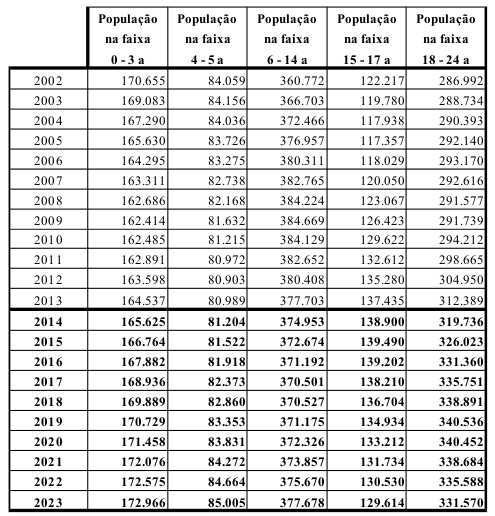 População População População População População
na faixa na faixa na faixa na faixa na faixa
0 - 3 a 4 - 5 a 6 - 14 a 15 - 17 a 18 - 24 a
2002 170.655 84.059 360.772 122.217 286.992
2003 169.083 84.156 366.703 119.780 288.734
2004 167.290 84.036 372.466 117.938 290.393
2005 165.630 83.726 376.957 117.357 292.140
2006 164.295 83.275 380.311 118.029 293.170
2007 163.311 82.738 382.765 120.050 292.616
2008 162.686 82.168 384.224 123.067 291.577
2009 162.414 81.632 384.669 126.423 291.739
2010 162.485 81.215 384.129 129.622 294.212
2011 162.891 80.972 382.652 132.612 298.665
2012 163.598 80.903 380.408 135.280 304.950
2013 164.537 80.989 377.703 137.435 312.389
2014 165.625 81.204 374.953 138.900 319.736
2015 166.764 81.522 372.674 139.490 326.023
2016 167.882 81.918 371.192 139.202 331.360
2017 168.936 82.373 370.501 138.210 335.751
2018 169.889 82.860 370.527 136.704 338.891
2019 170.729 83.353 371.175 134.934 340.536
2020 171.458 83.831 372.326 133.212 340.452
2021 172.076 84.272 373.857 131.734 338.684
2022 172.575 84.664 375.670 130.530 335.588
2023 172.966 85.005 377.678 129.614 331.570